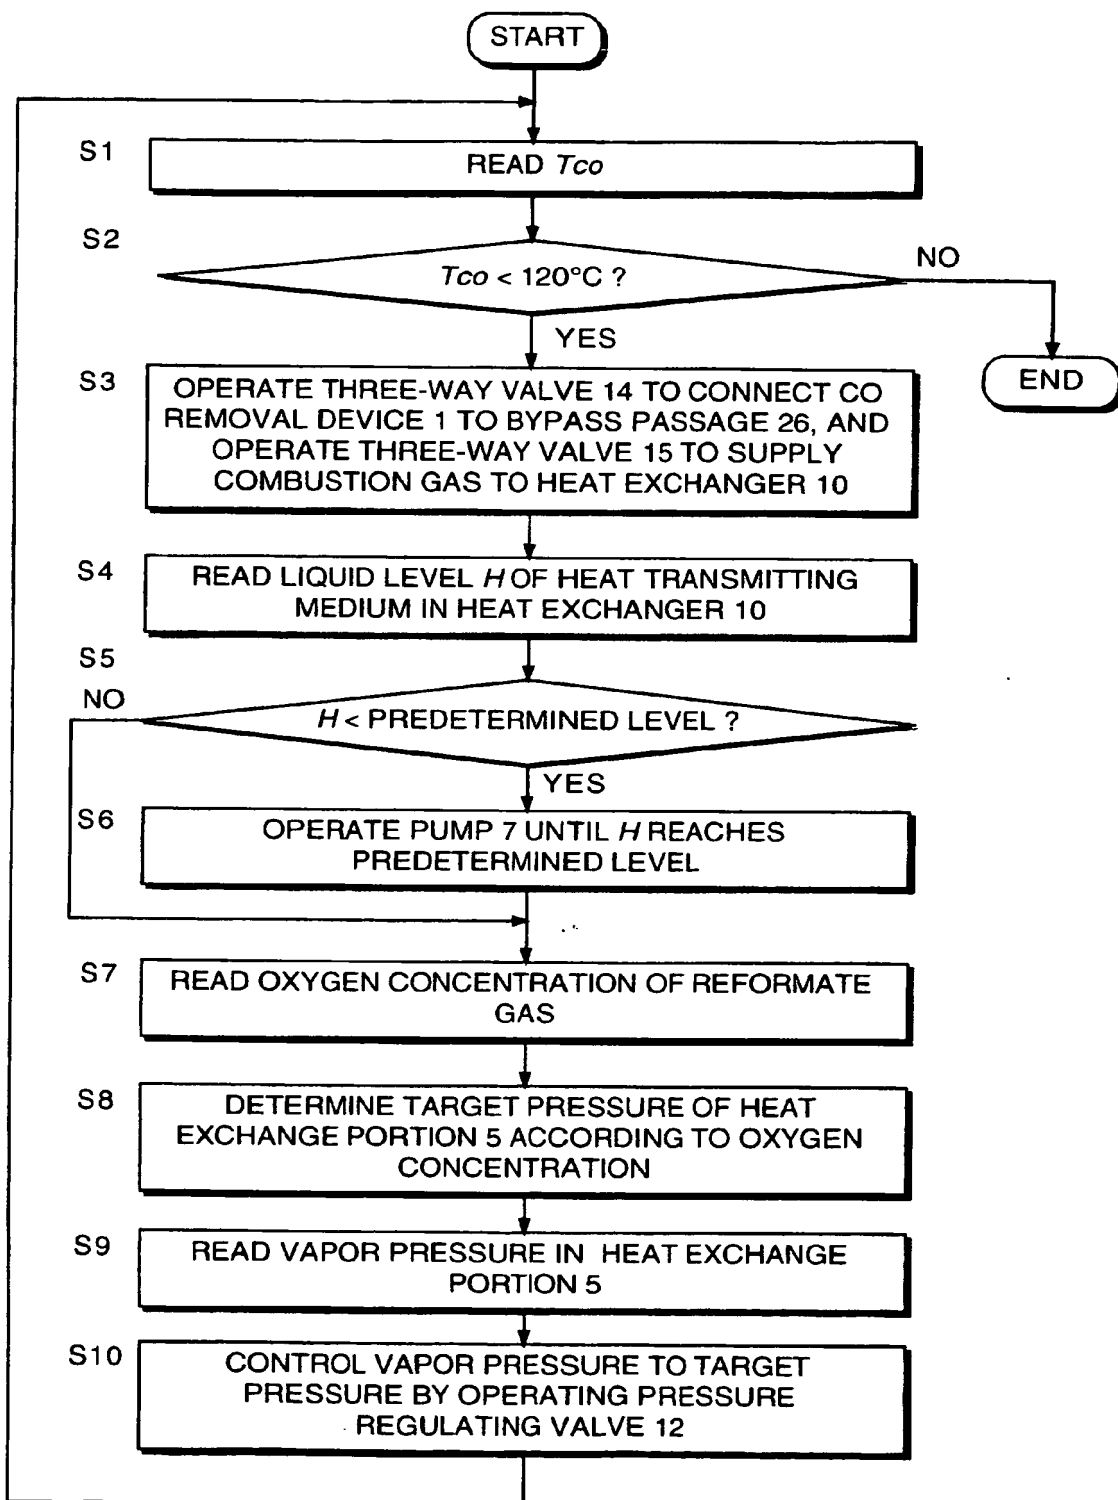 START
S1
READ Tco
S2
Tco < 120°C ?
NO
YES
END
S3
OPERATE THREE-WAY VALVE 14 TO CONNECT CO
REMOVAL DEVICE 1 TO BYPASS PASSAGE 26, AND
OPERATE THREE-WAY VALVE 15 TO SUPPLY
COMBUSTION GAS TO HEAT EXCHANGER 10
S4
READ LIQUID LEVEL H OF HEAT TRANSMITTING
MEDIUM IN HEAT EXCHANGER 10
S5
NO
H < PREDETERMINED LEVEL ?
YES
S6
OPERATE PUMP 7 UNTIL H REACHES
PREDETERMINED LEVEL
S7
READ OXYGEN CONCENTRATION OF REFORMATE
GAS
S8
DETERMINE TARGET PRESSURE OF HEAT
EXCHANGE PORTION 5 ACCORDING TO OXYGEN
CONCENTRATION
S9
READ VAPOR PRESSURE IN HEAT EXCHANGE
PORTION 5
S10
CONTROL VAPOR PRESSURE TO TARGET
PRESSURE BY OPERATING PRESSURE
REGULATING VALVE 12